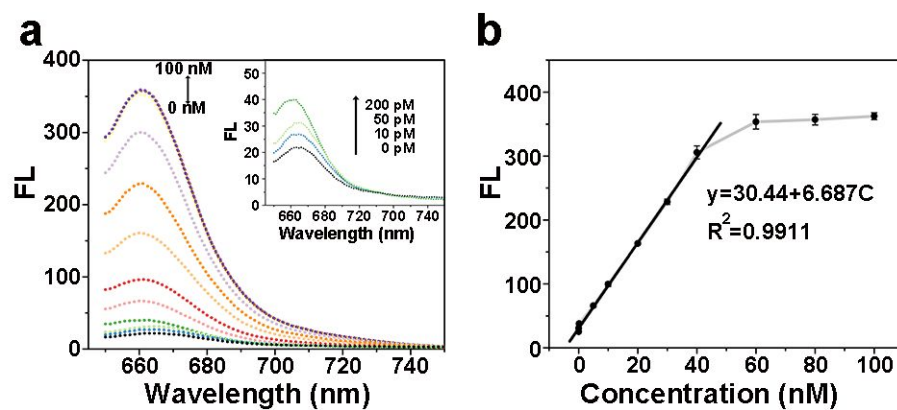 a
400
300
200
100
0
FL
100 nM
0 nM
50
40
30
20
10
0
FL
200 pM
50 pM
10 pM
0 pM
660 680 700 720 740
Wavelength (nm)
660 680 700 720 740
Wavelength (nm)
b
400
300
200
100
0
FL
y=30.44+6.687C
R²=0.9911
0 20 40 60 80 100
Concentration (nM)